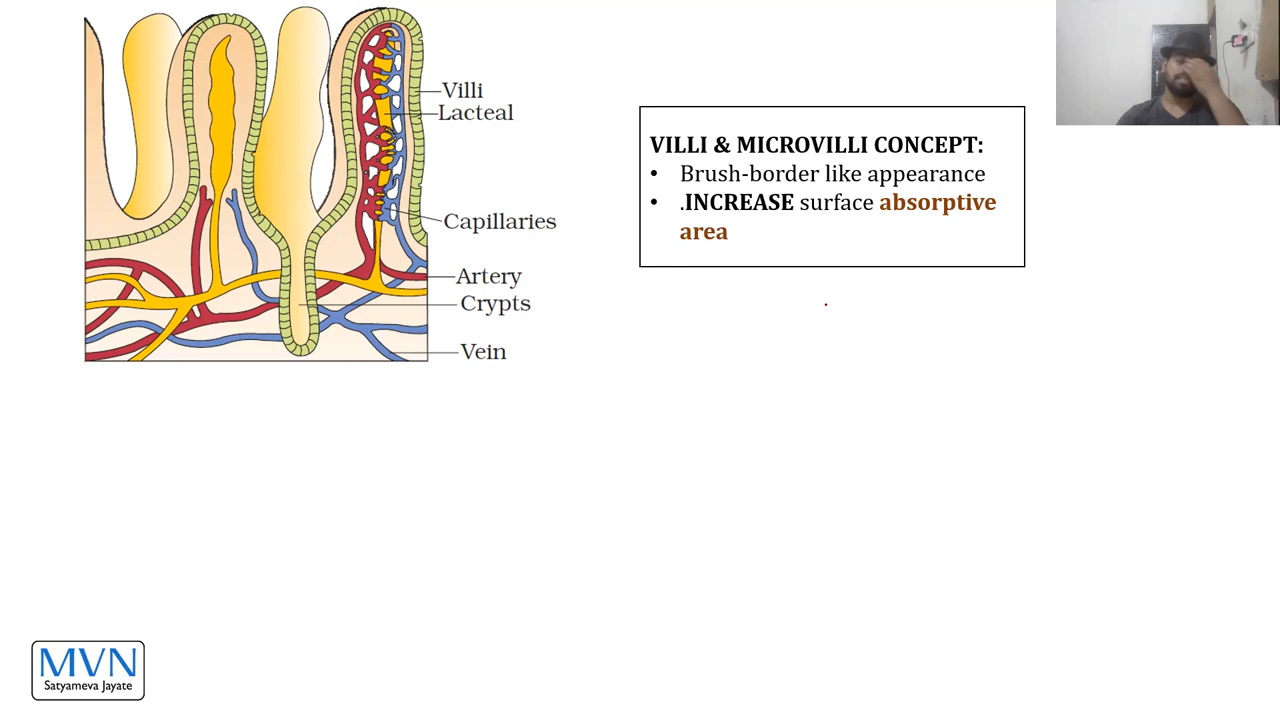 Villi
Lacteal
Capillaries
Artery
Crypts
Vein
VILLI & MICROVILLI CONCEPT:
• Brush-border like appearance
• .INCREASE surface absorptive
area
MVN
Satyameva Jayate